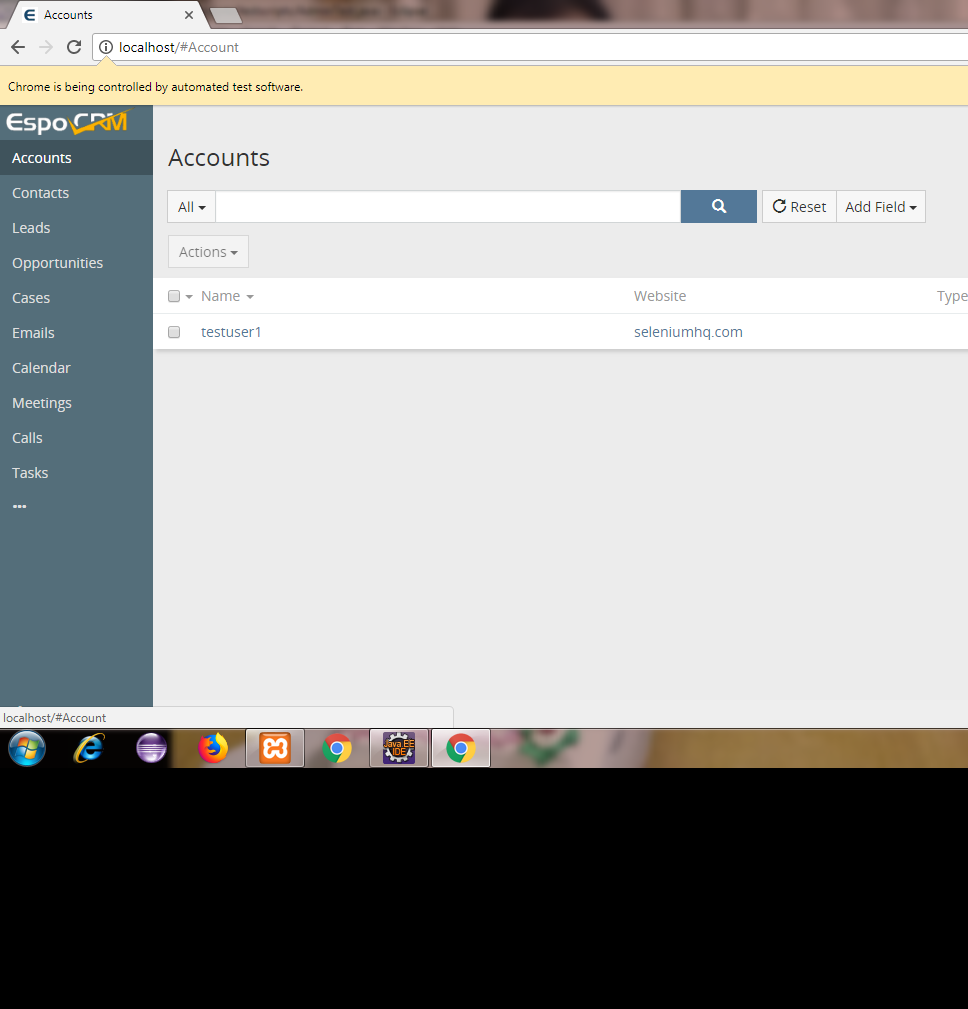 Accounts
localhost/#Account
Chrome is being controlled by automated test software.
EspoCRM
Accounts
Contacts
Leads
Opportunities
Cases
Emails
Calendar
Meetings
Calls
Tasks
Accounts
All
Reset
Add Field
Actions
Name Website Type
testuser1 seleniumhq.com
localhost/#Account
Java EE
IDE